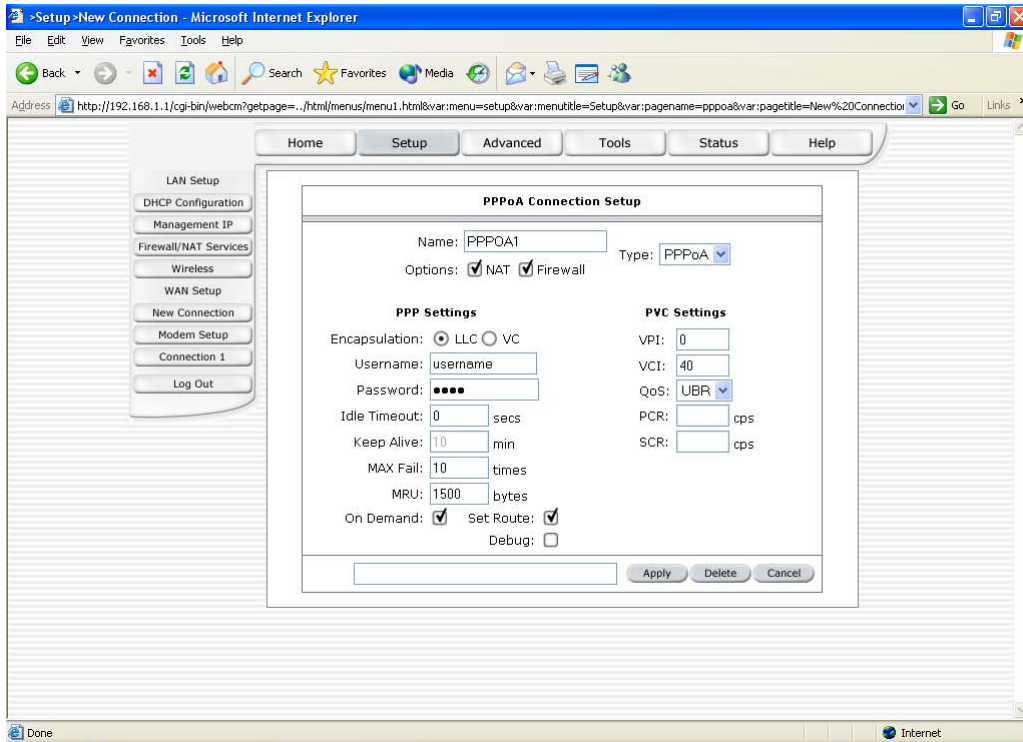 >Setup>New Connection - Microsoft Internet Explorer
File Edit View Favorites Tools Help
Back Search Favorites Media
Address http://192.168.1.1/cgi-bin/webcm?getpage=../html/menus/menu1.html&var:menu=setup&var:menutitle=Setup&var:pagename=pppoa&var:pagetitle=New%20Connection Go Links
Home Setup Advanced Tools Status Help
LAN Setup
DHCP Configuration
Management IP
Firewall/NAT Services
Wireless
WAN Setup
New Connection
Modem Setup
Connection 1
Log Out
PPPoA Connection Setup
Name: PPPOA1
Type: PPPoA
Options: NAT Firewall
PPP Settings
Encapsulation: LLC VC
Username: username
Password: ••••
Idle Timeout: 0 secs
Keep Alive: 10 min
MAX Fail: 10 times
MRU: 1500 bytes
On Demand: Set Route:
Debug:
PVC Settings
VPI: 0
VCI: 40
QoS: UBR
PCR: cps
SCR: cps
Apply Delete Cancel
Done Internet